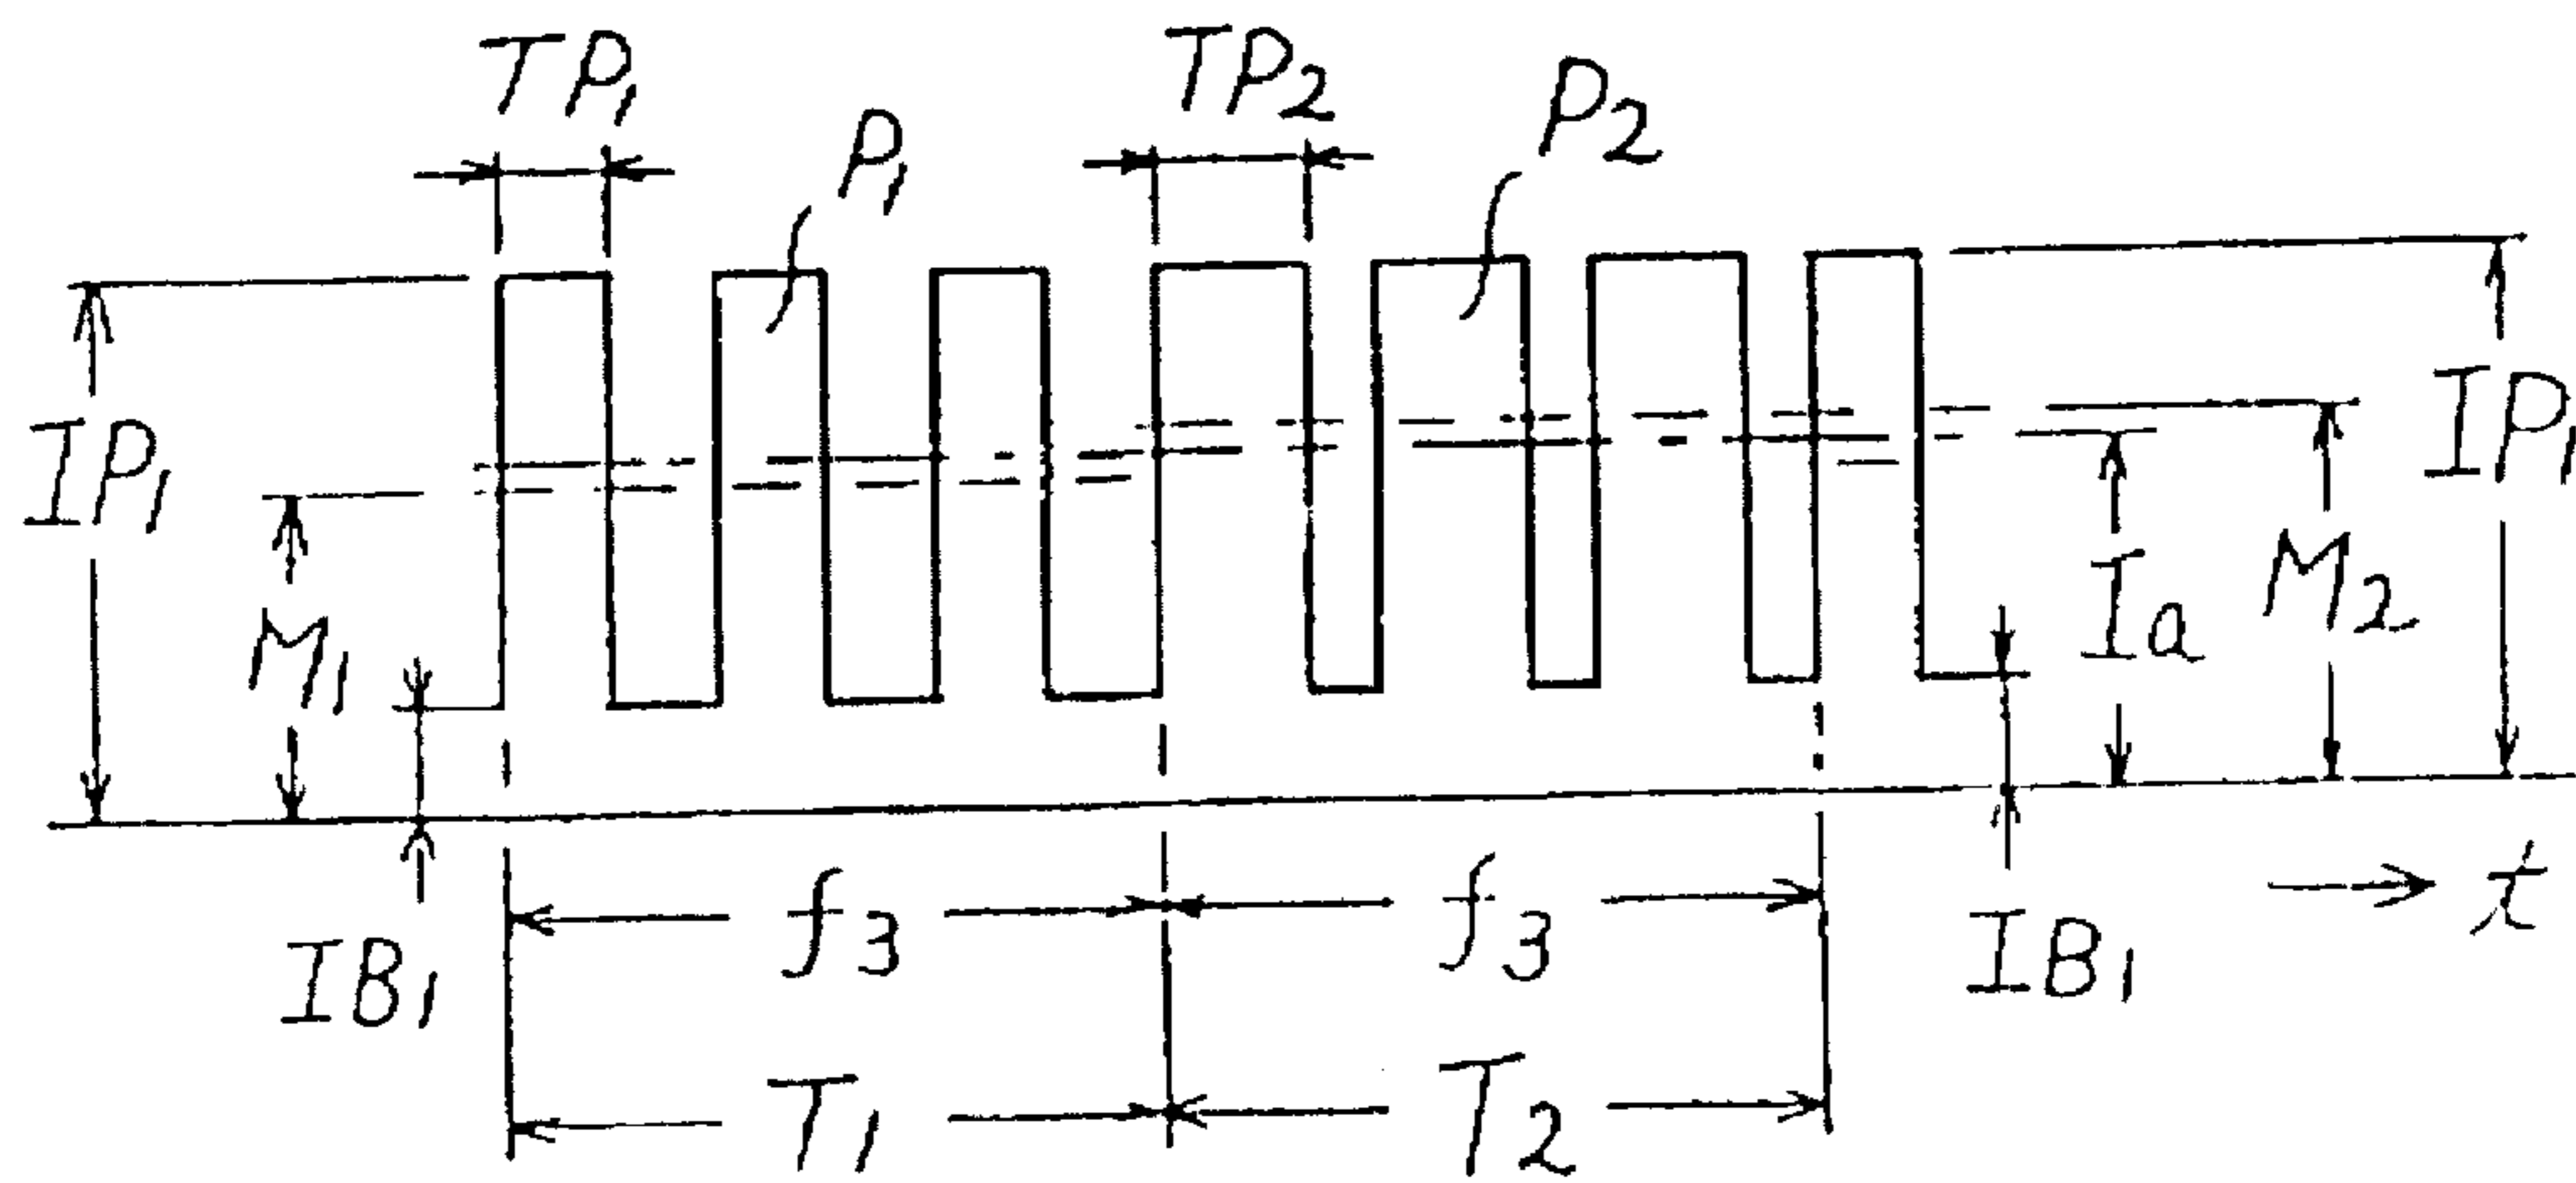 TP₁
TP₂
P₁
P₂
IP₁
IP₁
M₁
Ia
M₂
IB₁
f₃
f₃
IB₁
t
T₁
T₂